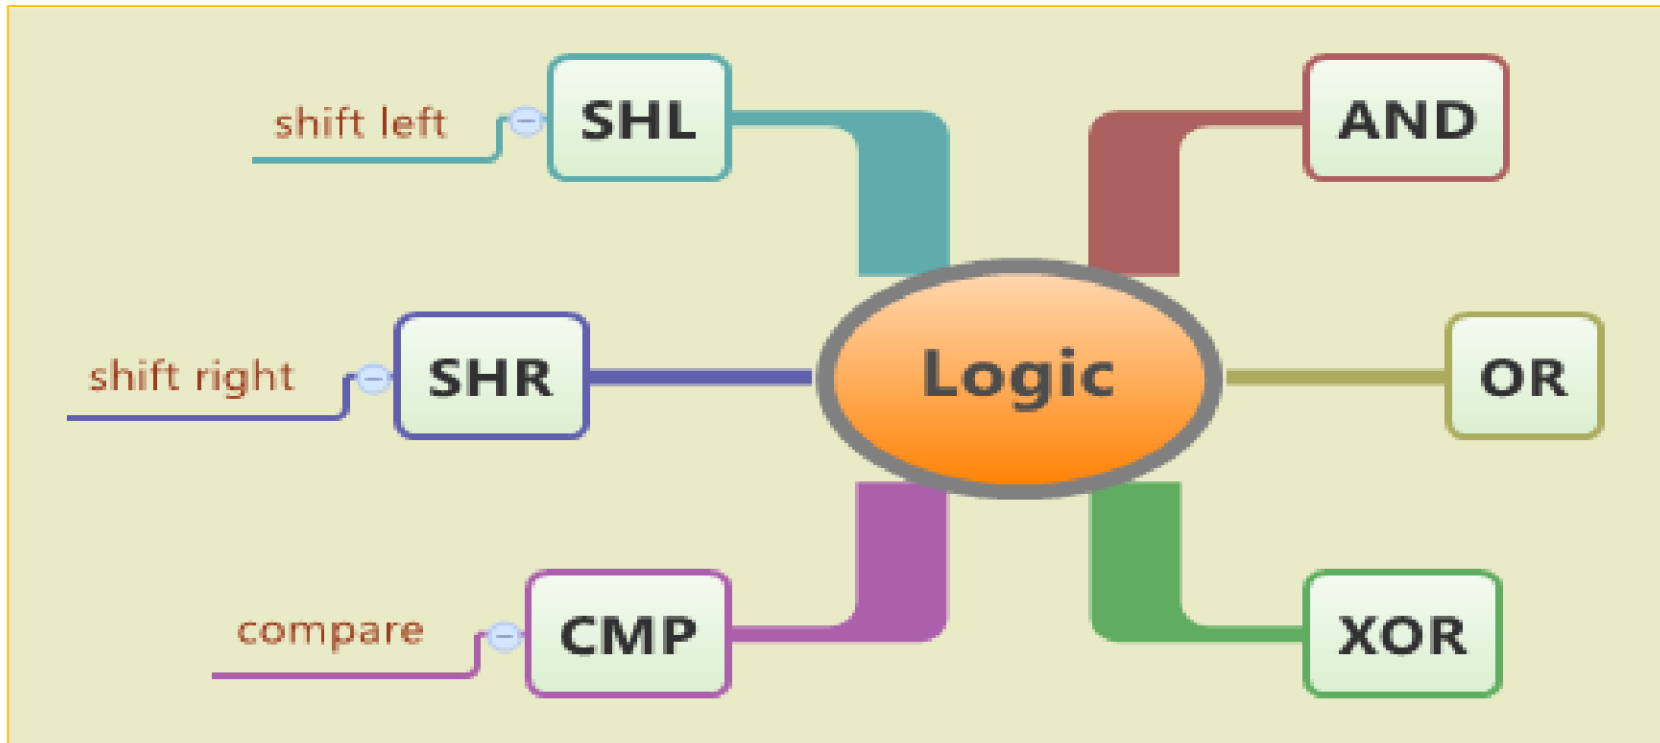 shift left
SHL
AND
shift right
SHR
Logic
OR
compare
CMP
XOR